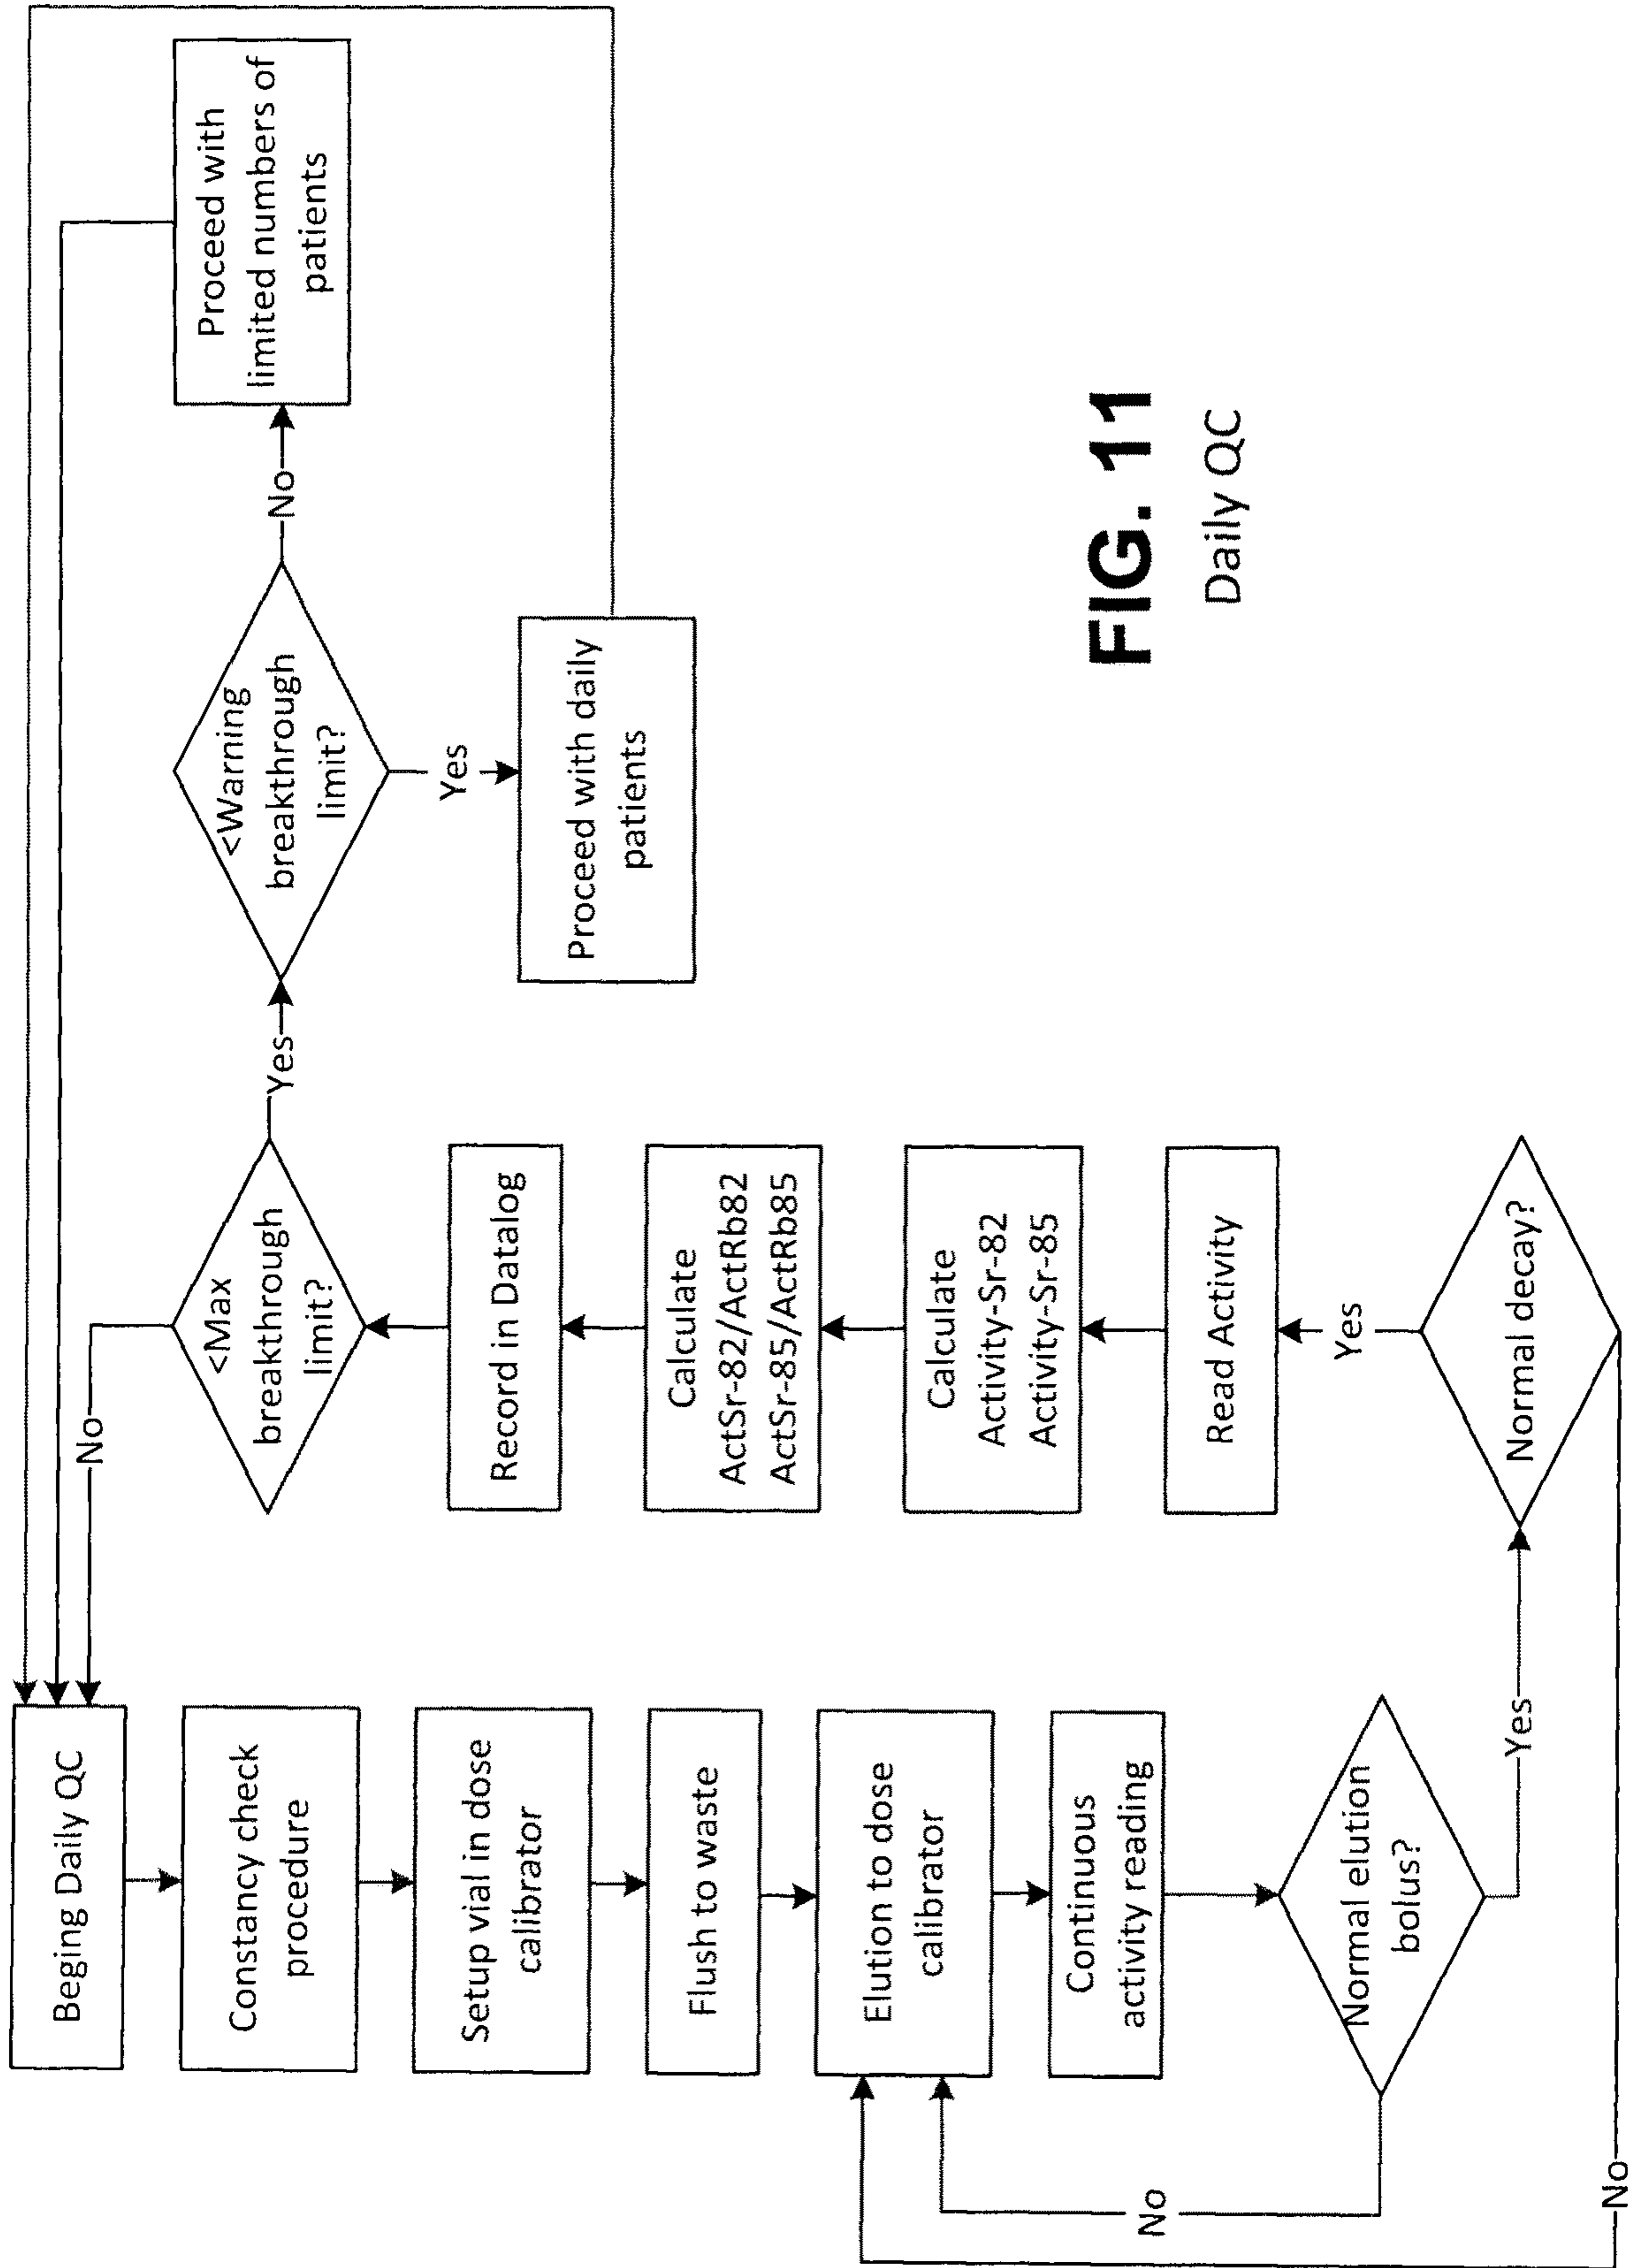 Beging Daily QC
Constancy check
procedure
Setup vial in dose
calibrator
Flush to waste
Elution to dose
calibrator
Continuous
activity reading
Normal elution
bolus?
No
Yes
Normal decay?
No
Yes
Read Activity
Calculate
Activity-Sr-82
Activity-Sr-85
Calculate
ActSr-82/ActRb82
ActSr-85/ActRb85
Record in Datalog
<Max
breakthrough
limit?
No
Yes
<Warning
breakthrough
limit?
No
Yes
Proceed with
limited numbers of
patients
Proceed with daily
patients
FIG. 11
Daily QC